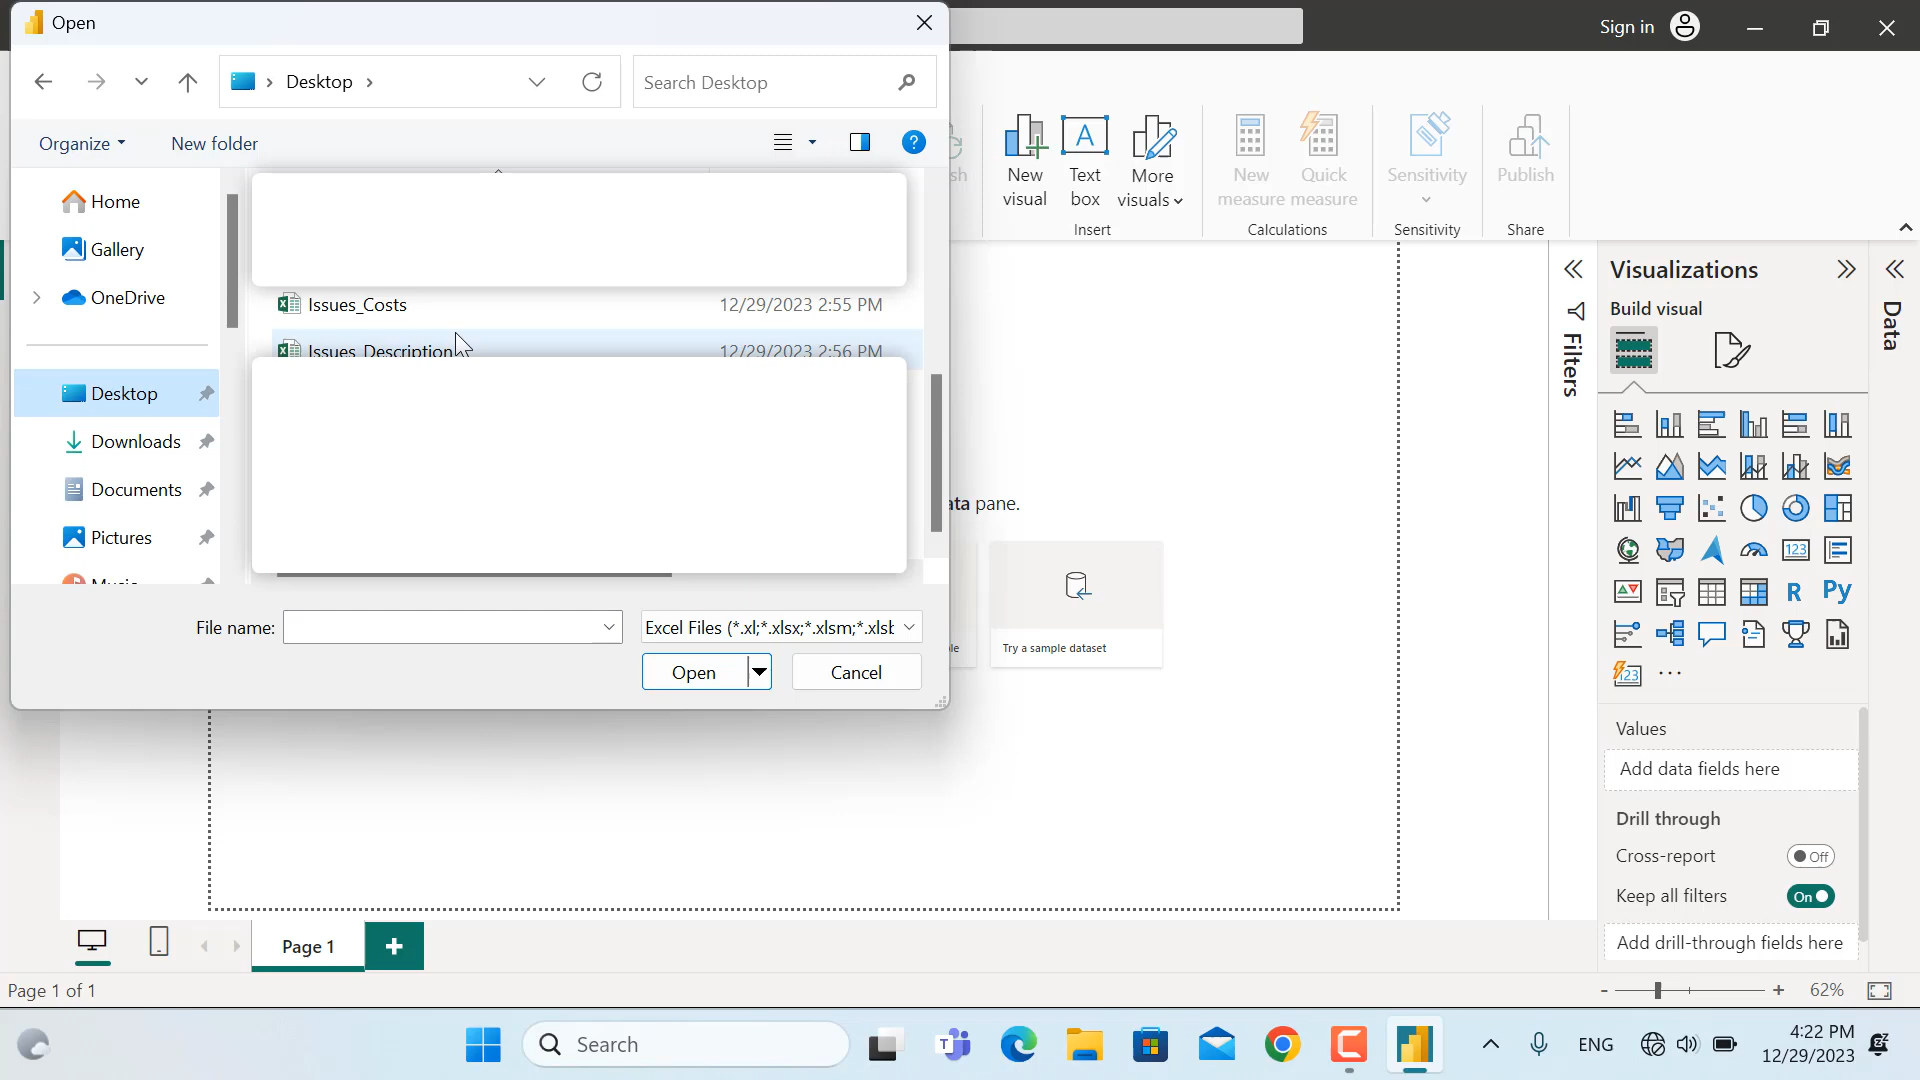 Open
Sign in
Desktop
Search Desktop
Organize
New folder
Home
Gallery
OneDrive
Desktop
Downloads
Documents
Pictures
Issues_Costs 12/29/2023 2:55 PM
Issues_Description 12/29/2023 2:56 PM
File name:
Excel Files (*.xl;*.xlsx;*.xlsm;*.xlsb
Open
Cancel
New visual
Text box
More visuals
Insert
New measure
Quick measure
Calculations
Sensitivity
Sensitivity
Publish
Share
pane.
Try a sample dataset
Filters
Visualizations
Build visual
Data
123
R
Py
123
Values
Add data fields here
Drill through
Cross-report
Off
Keep all filters
On
Add drill-through fields here
Page 1
Page 1 of 1
62%
Search
ENG
4:22 PM
12/29/2023